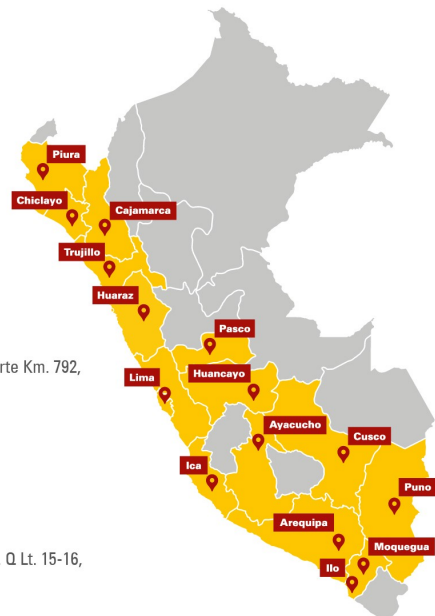 Piura
Chiclayo
Cajamarca
Trujillo
Huaraz
Pasco
rte Km. 792,
Lima
Huancayo
Ayacucho
Cusco
Ica
Puno
Arequipa
Moquegua
Q Lt. 15-16,
Ilo